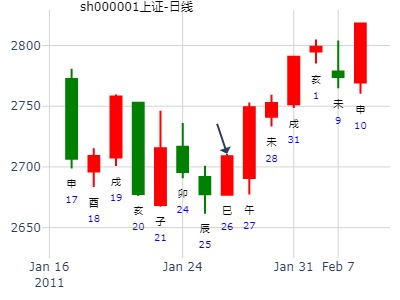 sh000001上证-日线
2800
2750
2700
2650
申
17
酉
18
戌
19
亥
20
子
21
卯
24
辰
25
巳
26
午
27
未
28
戌
31
亥
1
未
9
申
10
Jan 16
2011
Jan 24
Jan 31
Feb 7